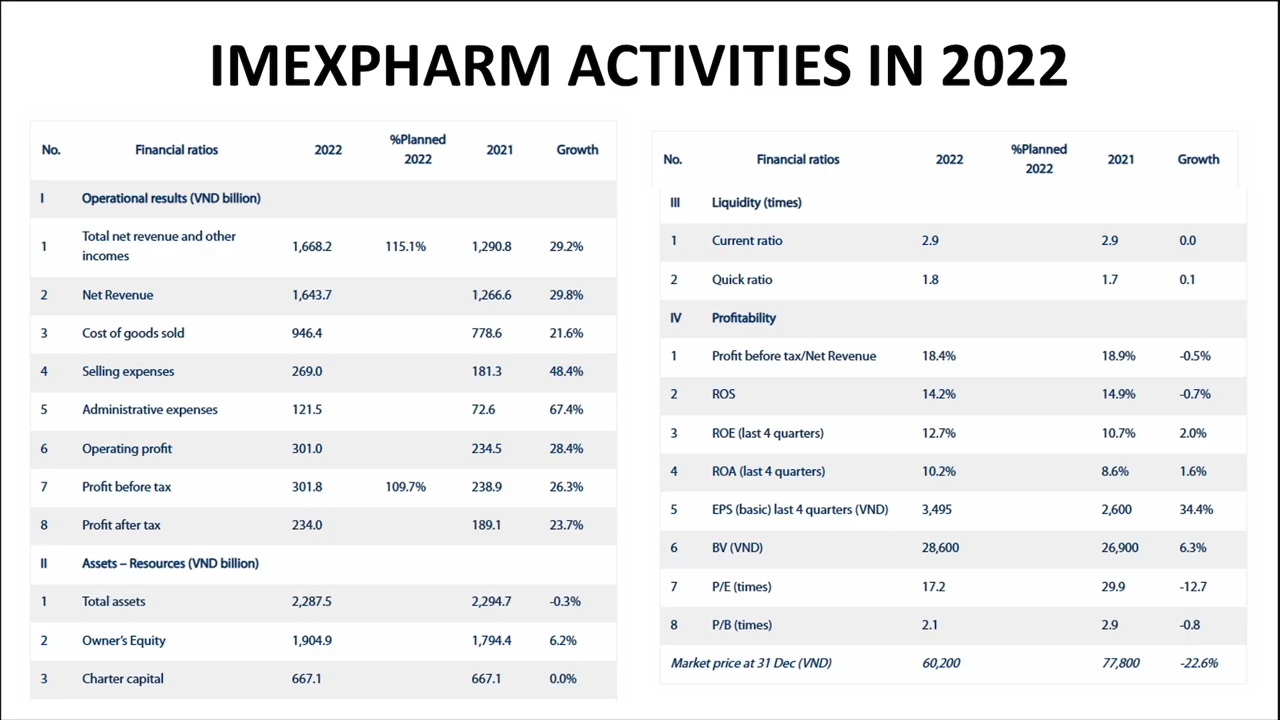 IMEXPHARM ACTIVITIES IN 2022
No. Financial ratios 2022 %Planned 2022 2021 Growth
I Operational results (VND billion)
1 Total net revenue and other incomes 1,668.2 115.1% 1,290.8 29.2%
2 Net Revenue 1,643.7 1,266.6 29.8%
3 Cost of goods sold 946.4 778.6 21.6%
4 Selling expenses 269.0 181.3 48.4%
5 Administrative expenses 121.5 72.6 67.4%
6 Operating profit 301.0 234.5 28.4%
7 Profit before tax 301.8 109.7% 238.9 26.3%
8 Profit after tax 234.0 189.1 23.7%
II Assets – Resources (VND billion)
1 Total assets 2,287.5 2,294.7 -0.3%
2 Owner’s Equity 1,904.9 1,794.4 6.2%
3 Charter capital 667.1 667.1 0.0%
No. Financial ratios 2022 %Planned 2022 2021 Growth
III Liquidity (times)
1 Current ratio 2.9 2.9 0.0
2 Quick ratio 1.8 1.7 0.1
IV Profitability
1 Profit before tax/Net Revenue 18.4% 18.9% -0.5%
2 ROS 14.2% 14.9% -0.7%
3 ROE (last 4 quarters) 12.7% 10.7% 2.0%
4 ROA (last 4 quarters) 10.2% 8.6% 1.6%
5 EPS (basic) last 4 quarters (VND) 3,495 2,600 34.4%
6 BV (VND) 28,600 26,900 6.3%
7 P/E (times) 17.2 29.9 -12.7
8 P/B (times) 2.1 2.9 -0.8
Market price at 31 Dec (VND) 60,200 77,800 -22.6%